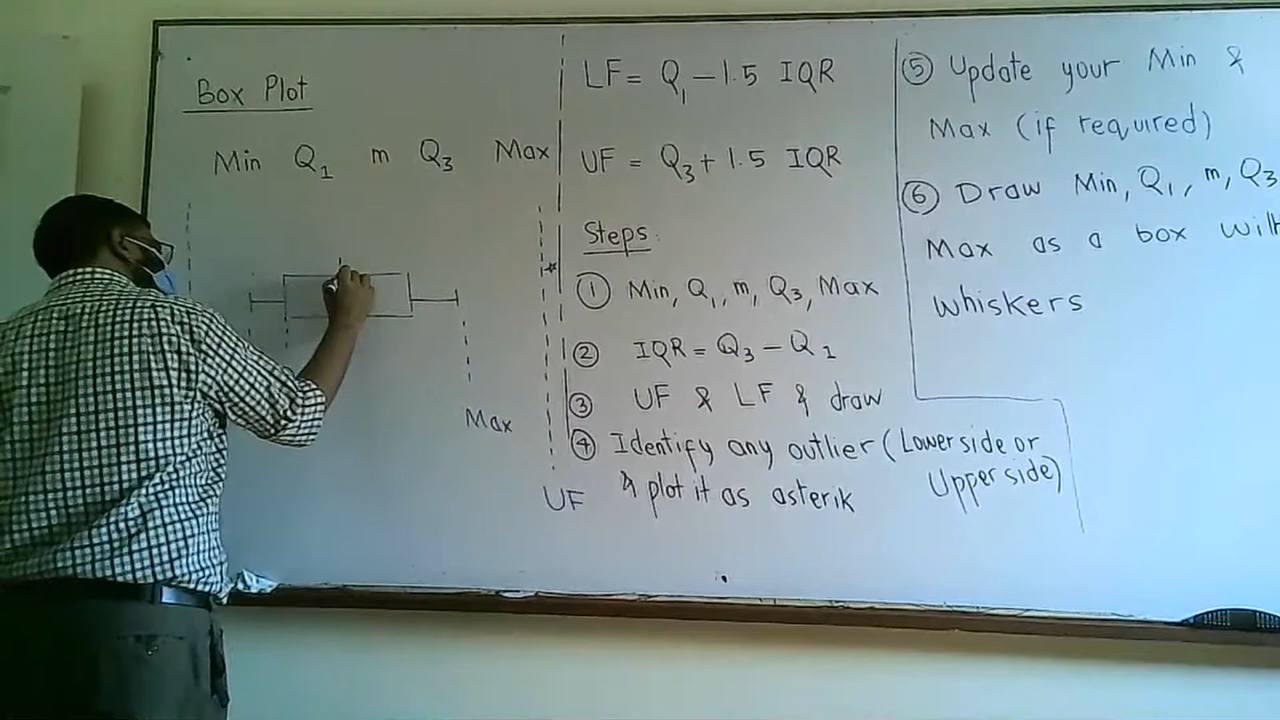 Box Plot
Min Q1 m Q3 Max
Max
UF
LF = Q1 - 1.5 IQR
UF = Q3 + 1.5 IQR
Steps:
① Min, Q1, m, Q3, Max
② IQR = Q3 - Q1
③ UF & LF & draw
④ Identify any outlier (Lower side or
Upper side)
& plot it as asterik
⑤ Update your Min &
Max (if required)
⑥ Draw Min, Q1, m, Q3
Max as a box with
whiskers